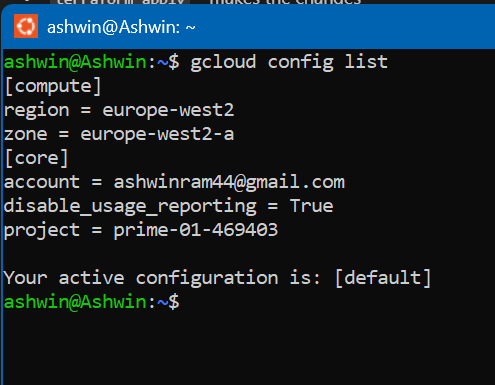 terraform apply makes the changes
ashwin@Ashwin: ~
ashwin@Ashwin:~$ gcloud config list
[compute]
region = europe-west2
zone = europe-west2-a
[core]
account = ashwinram44@gmail.com
disable_usage_reporting = True
project = prime-01-469403
Your active configuration is: [default]
ashwin@Ashwin:~$